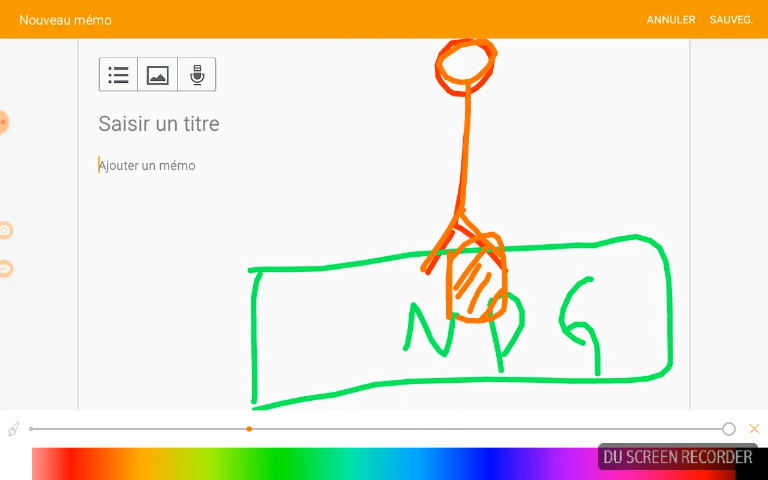 Nouveau mémo
ANNULER SAUVEG.
Saisir un titre
Ajouter un mémo
DU SCREEN RECORDER